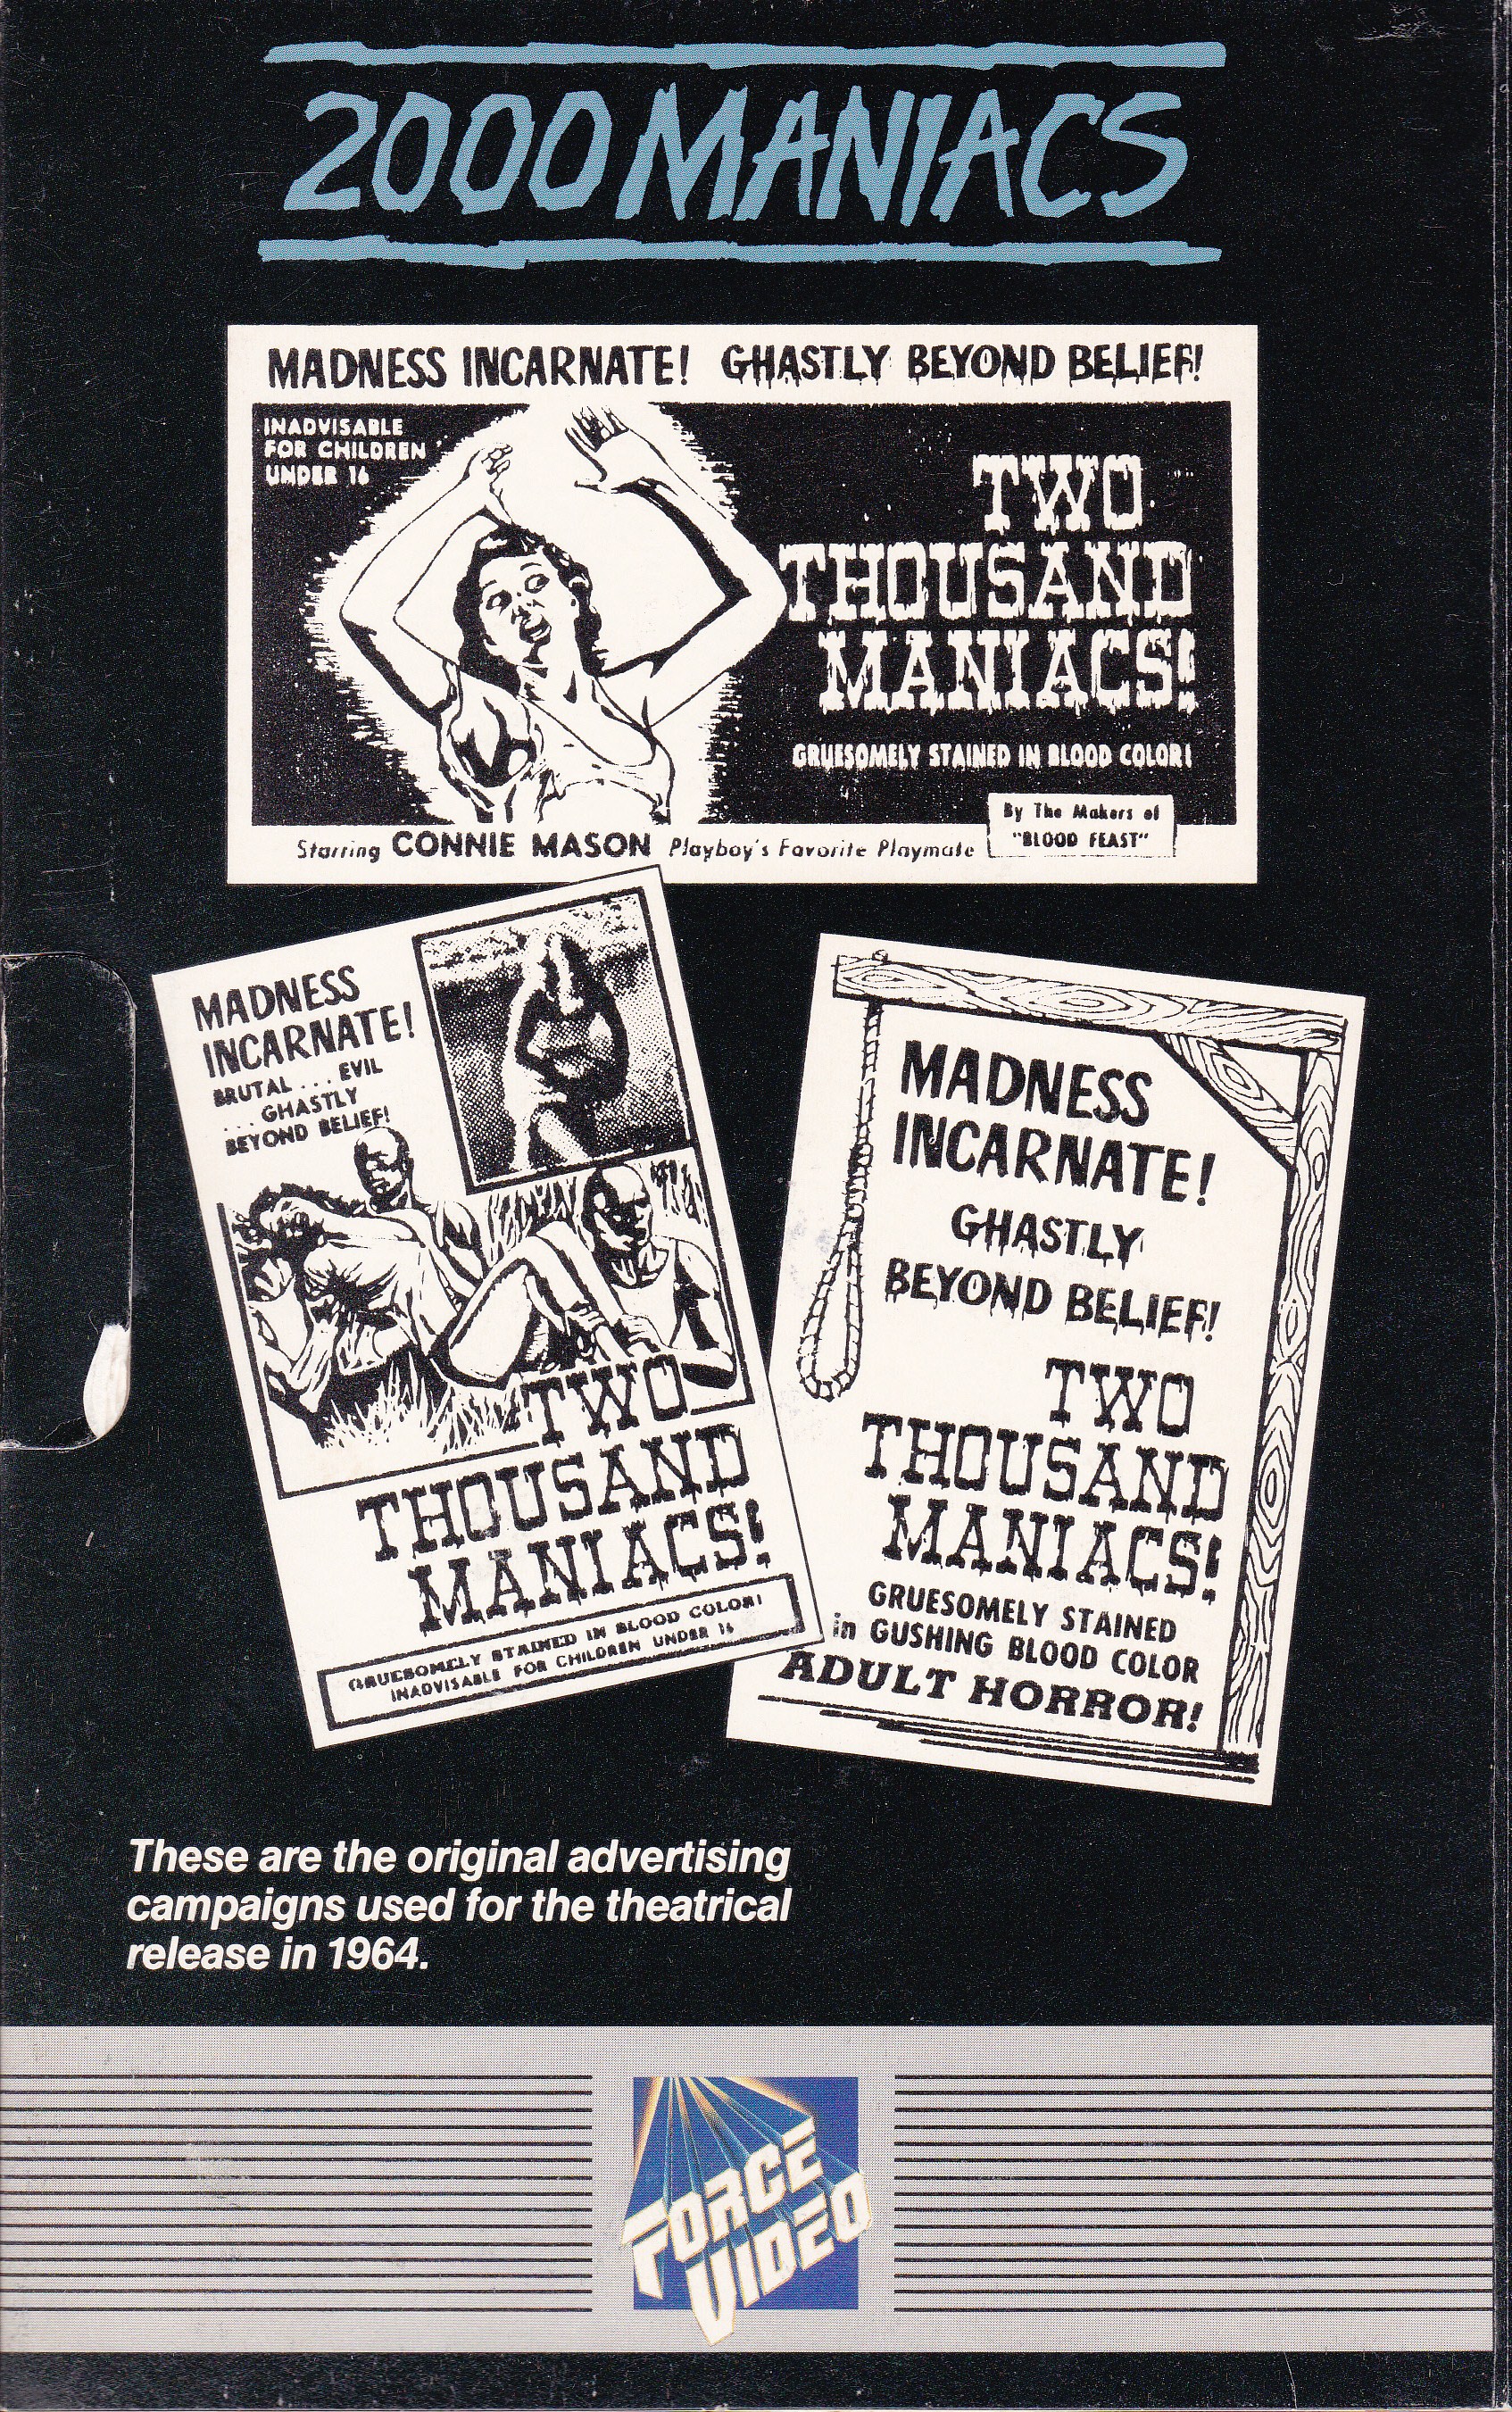 2000 MANIACS
MADNESS INCARNATE! GHASTLY BEYOND BELIEF!
INADVISABLE
FOR CHILDREN
UNDER 16
TWO
THOUSAND
MANIACS!
GRUESOMELY STAINED IN BLOOD COLOR!
By The Makers of
"BLOOD FEAST"
Starring CONNIE MASON Playboy's Favorite Playmate
MADNESS
INCARNATE!
BRUTAL... EVIL
... GHASTLY
BEYOND BELIEF!
TWO
THOUSAND
MANIACS!
GRUESOMELY STAINED IN BLOOD COLOR!
INADVISABLE FOR CHILDREN UNDER 16
MADNESS
INCARNATE!
GHASTLY
BEYOND BELIEF!
TWO
THOUSAND
MANIACS!
GRUESOMELY STAINED
in GUSHING BLOOD COLOR
ADULT HORROR!
These are the original advertising
campaigns used for the theatrical
release in 1964.
FORCE
VIDEO